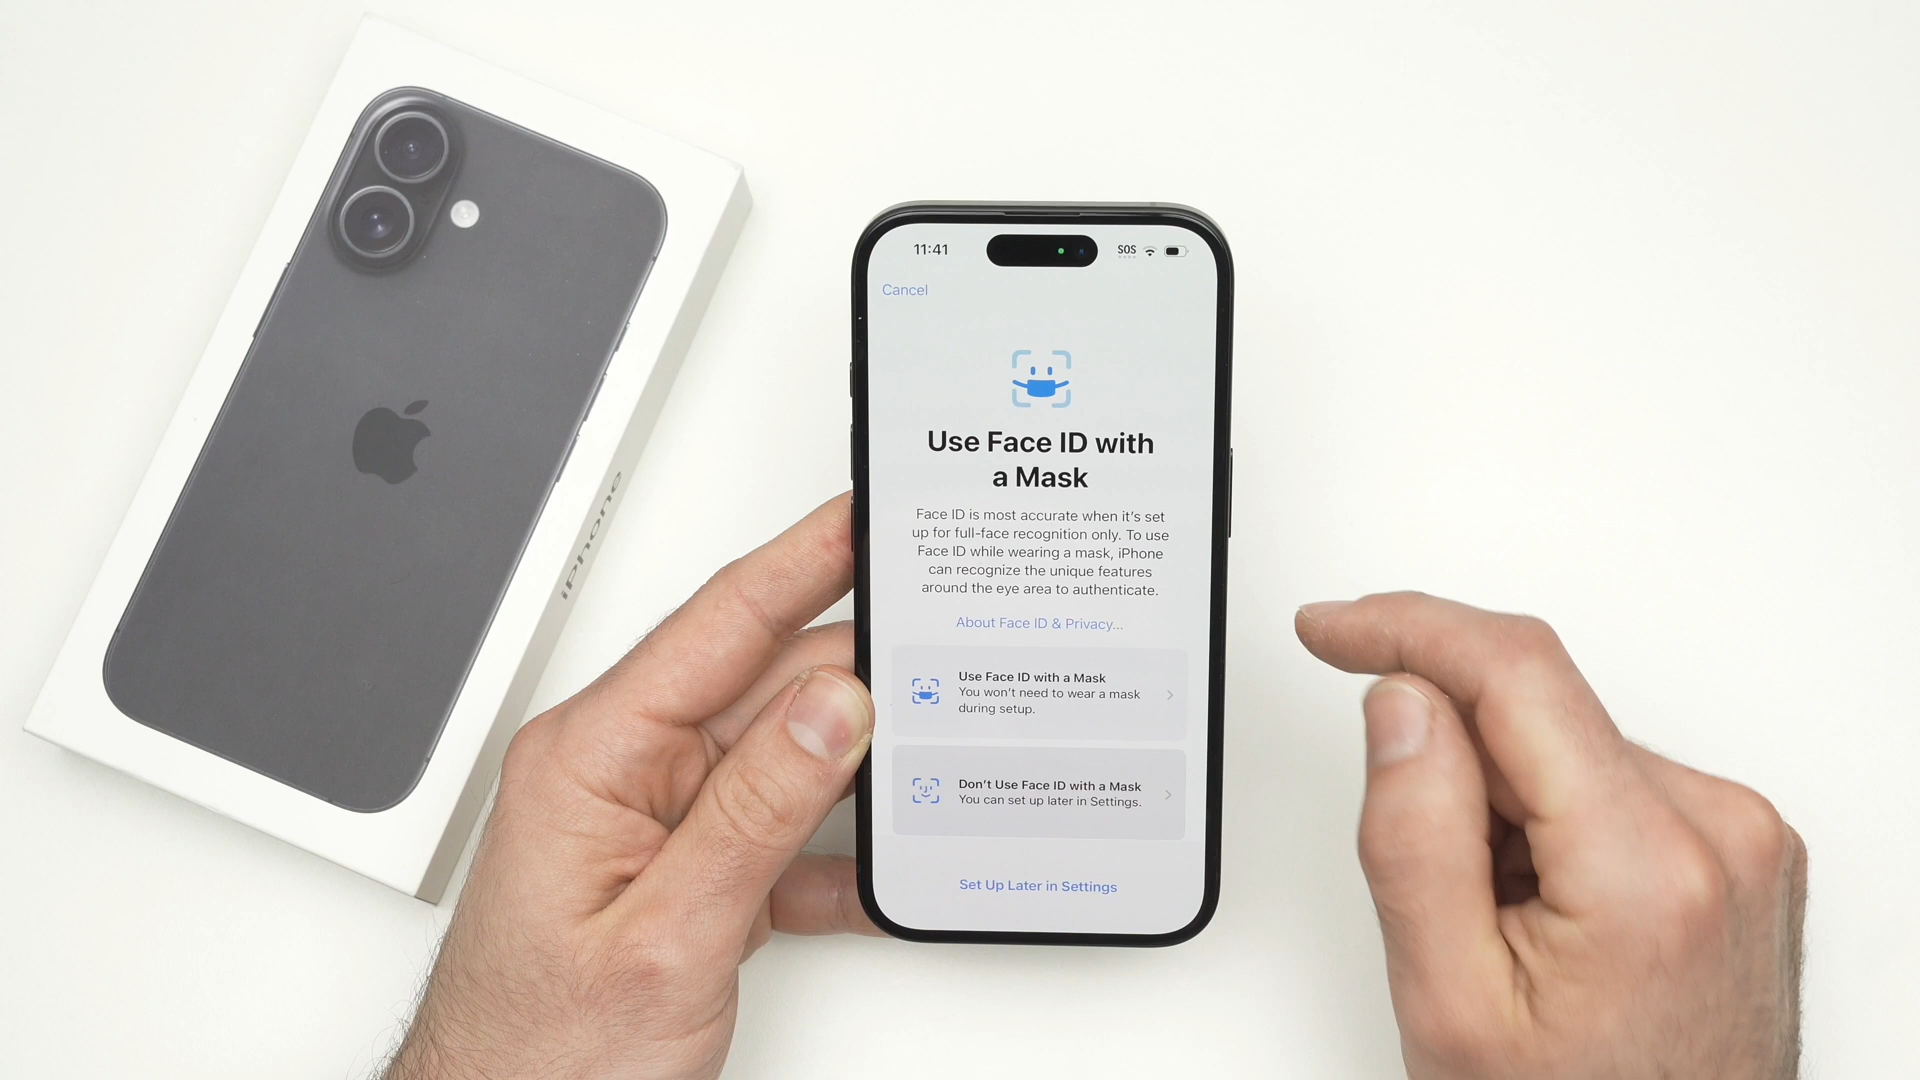 iPhone
11:41
SOS
Cancel
Use Face ID with
a Mask
Face ID is most accurate when it’s set
up for full-face recognition only. To use
Face ID while wearing a mask, iPhone
can recognize the unique features
around the eye area to authenticate.
About Face ID & Privacy...
Use Face ID with a Mask
You won’t need to wear a mask
during setup.
Don’t Use Face ID with a Mask
You can set up later in Settings.
Set Up Later in Settings